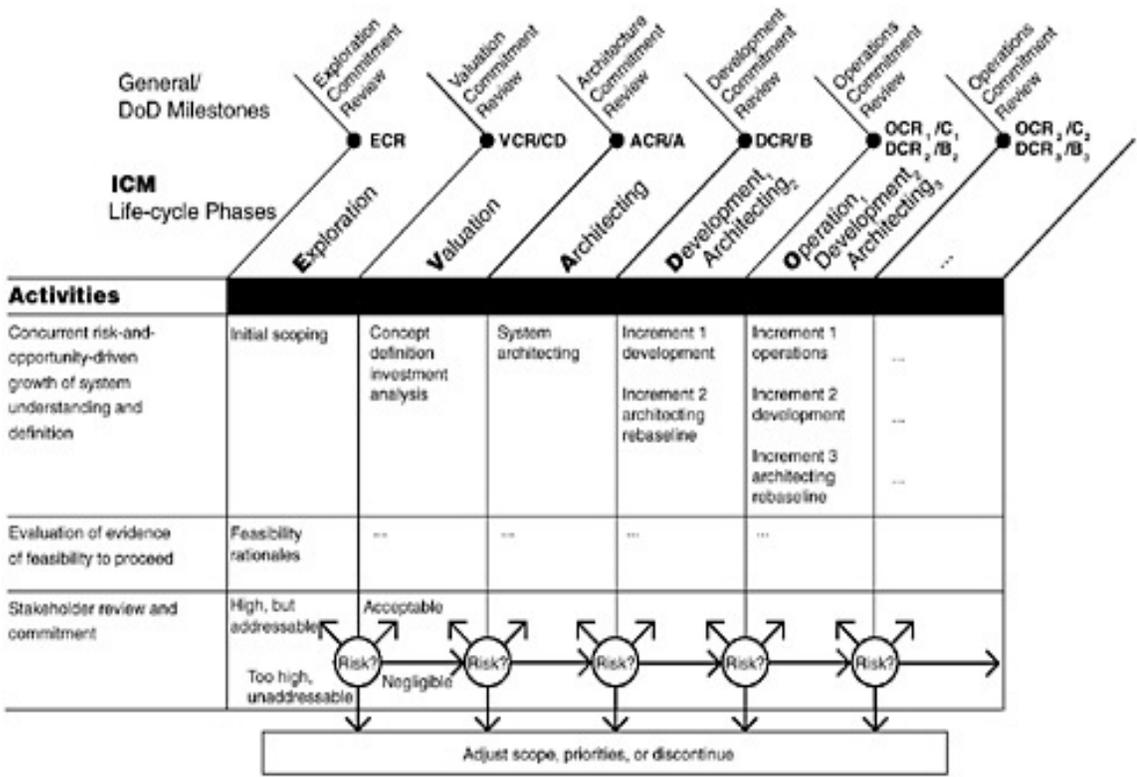 General/
DoD Milestones
Exploration
Commitment
Review
Valuation
Commitment
Review
Architecture
Commitment
Review
Development
Commitment
Review
Operations
Commitment
Review
Operations
Commitment
Review
ECR
VCR/CD
ACR/A
DCR/B
OCR₁/C₁
DCR₂/B₂
OCR₂/C₂
DCR₃/B₃
ICM
Life-cycle Phases
Exploration
Valuation
Architecting
Development₁
Architecting₂
Operation₁
Development₂
Architecting₃
...
Activities
Concurrent risk-and-
opportunity-driven
growth of system
understanding and
definition
Initial scoping
Concept
definition
investment
analysis
System
architecting
Increment 1
development
Increment 2
architecting
rebaseline
Increment 1
operations
Increment 2
development
Increment 3
architecting
rebaseline
...
...
...
Evaluation of evidence
of feasibility to proceed
Feasibility
rationales
...
...
...
...
Stakeholder review and
commitment
High, but
addressable
Acceptable
Risk?
Risk?
Risk?
Risk?
Risk?
Too high,
unaddressable
Negligible
Adjust scope, priorities, or discontinue